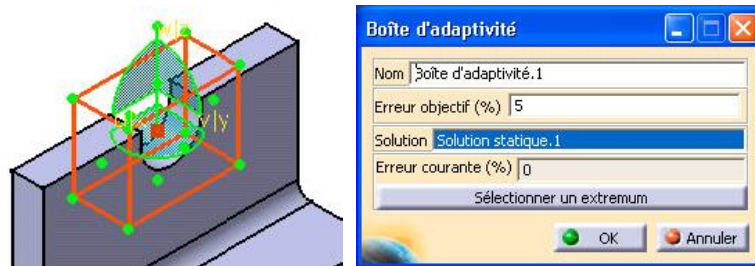 w|z
v|y
Boîte d'adaptivité
Nom Boîte d'adaptivité.1
Erreur objectif (%) 5
Solution Solution statique.1
Erreur courante (%) 0
Sélectionner un extremum
OK Annuler